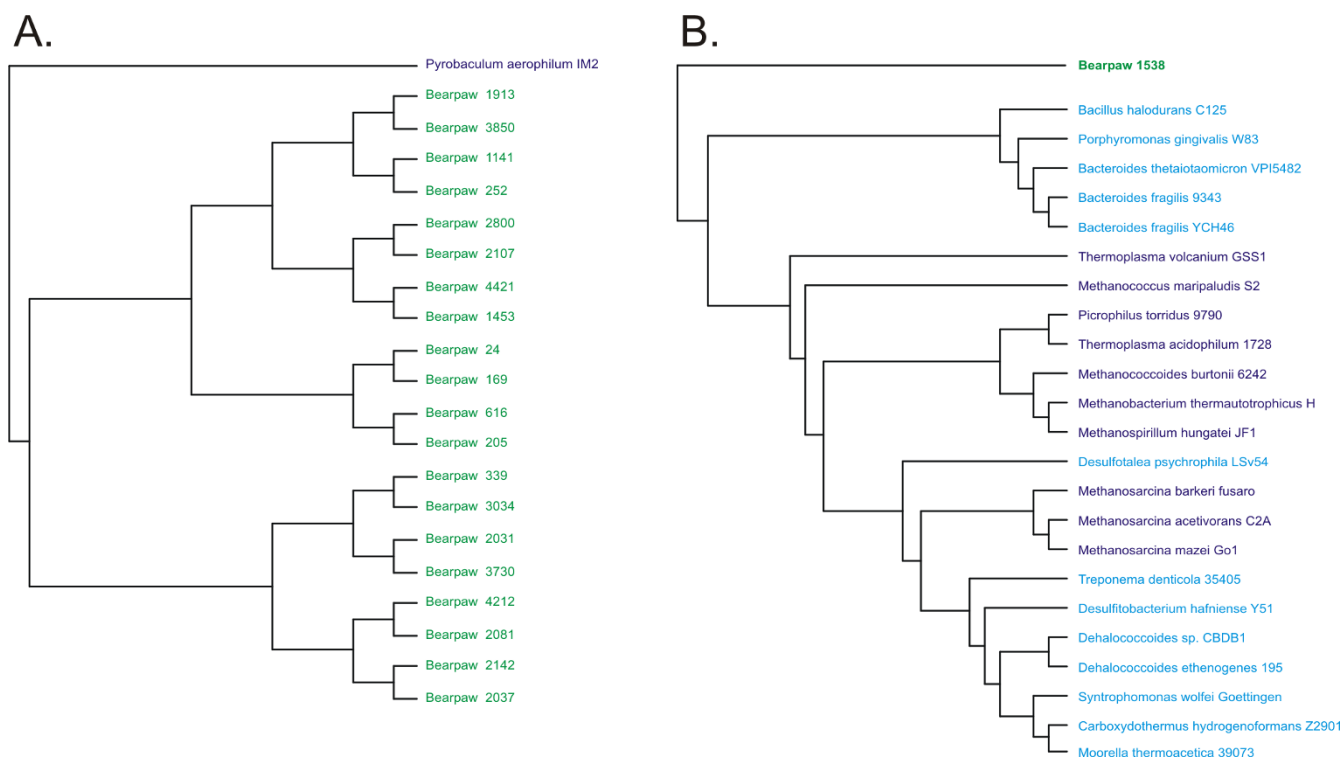 A.
Pyrobaculum aerophilum IM2
Bearpaw 1913
Bearpaw 3850
Bearpaw 1141
Bearpaw 252
Bearpaw 2800
Bearpaw 2107
Bearpaw 4421
Bearpaw 1453
Bearpaw 24
Bearpaw 169
Bearpaw 616
Bearpaw 205
Bearpaw 339
Bearpaw 3034
Bearpaw 2031
Bearpaw 3730
Bearpaw 4212
Bearpaw 2081
Bearpaw 2142
Bearpaw 2037
B.
Bearpaw 1538
Bacillus halodurans C125
Porphyromonas gingivalis W83
Bacteroides thetaiotaomicron VPI5482
Bacteroides fragilis 9343
Bacteroides fragilis YCH46
Thermoplasma volcanium GSS1
Methanococcus maripaludis S2
Picrophilus torridus 9790
Thermoplasma acidophilum 1728
Methanococcoides burtonii 6242
Methanobacterium thermautotrophicus H
Methanospirillum hungatei JF1
Desulfotalea psychrophila LSv54
Methanosarcina barkeri fusaro
Methanosarcina acetivorans C2A
Methanosarcina mazei Go1
Treponema denticola 35405
Desulfitobacterium hafniense Y51
Dehalococcoides sp. CBDB1
Dehalococcoides ethenogenes 195
Syntrophomonas wolfei Goettingen
Carboxydothermus hydrogenoformans Z2901
Moorella thermoacetica 39073